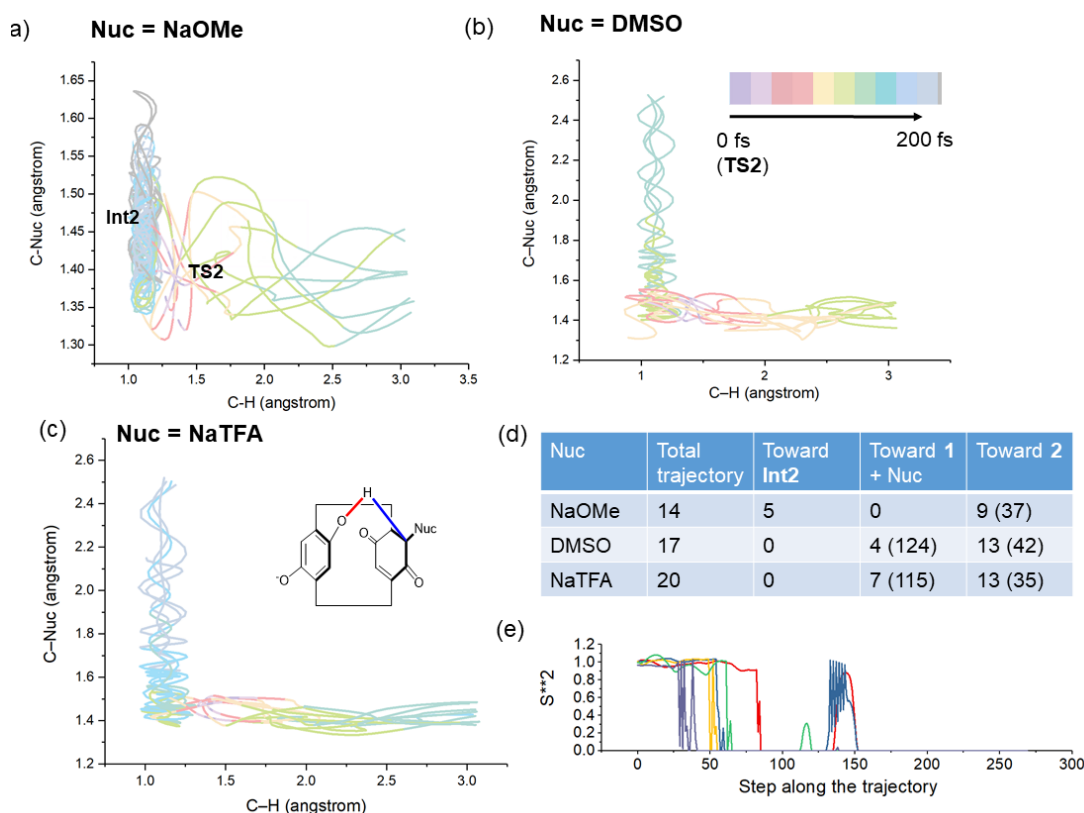 a)
Nuc = NaOMe
C-Nuc (angstrom)
1.65
1.60
1.55
1.50
1.45
1.40
1.35
1.30
Int2
TS2
1.0
1.5
2.0
2.5
3.0
3.5
C-H (angstrom)
(b)
Nuc = DMSO
C–Nuc (angstrom)
2.6
2.4
2.2
2.0
1.8
1.6
1.4
1.2
0 fs
200 fs
(TS2)
1
2
3
C–H (angstrom)
(c)
Nuc = NaTFA
C–Nuc (angstrom)
2.6
2.4
2.2
2.0
1.8
1.6
1.4
1.2
H
O
O
Nuc
-O
O
1.0
1.5
2.0
2.5
3.0
C–H (angstrom)
(d)
Nuc Total trajectory Toward Int2 Toward 1 + Nuc Toward 2
NaOMe 14 5 0 9 (37)
DMSO 17 0 4 (124) 13 (42)
NaTFA 20 0 7 (115) 13 (35)
(e)
S**2
1.2
1.0
0.8
0.6
0.4
0.2
0.0
0 50 100 150 200 250 300
Step along the trajectory